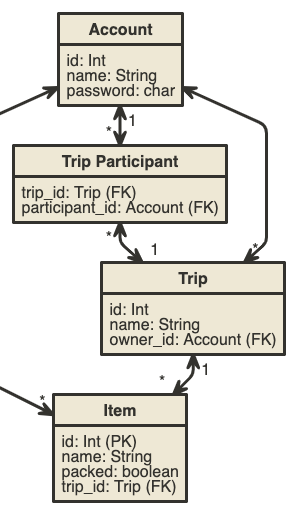 Account
id: Int
name: String
password: char
1
*
Trip Participant
trip_id: Trip (FK)
participant_id: Account (FK)
*
1
*
Trip
id: Int
name: String
owner_id: Account (FK)
1
*
*
Item
id: Int (PK)
name: String
packed: boolean
trip_id: Trip (FK)